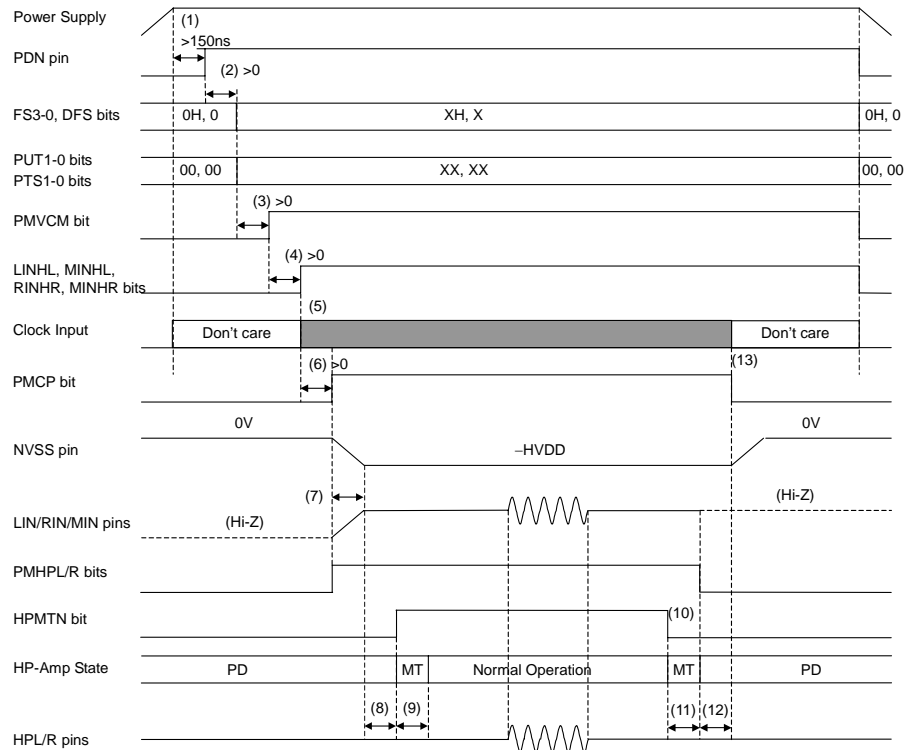 Power Supply
(1)
>150ns
PDN pin
(2) >0
FS3-0, DFS bits
0H, 0
XH, X
0H, 0
PUT1-0 bits
PTS1-0 bits
00, 00
XX, XX
00, 00
(3) >0
PMVCM bit
(4) >0
LINHL, MINHL,
RINHR, MINHR bits
(5)
Clock Input
Don't care
Don't care
(6) >0
(13)
PMCP bit
0V
0V
NVSS pin
−HVDD
(7)
(Hi-Z)
LIN/RIN/MIN pins
(Hi-Z)
PMHPL/R bits
HPMTN bit
(10)
HP-Amp State
PD
MT
Normal Operation
MT
PD
(8)
(9)
(11)
(12)
HPL/R pins